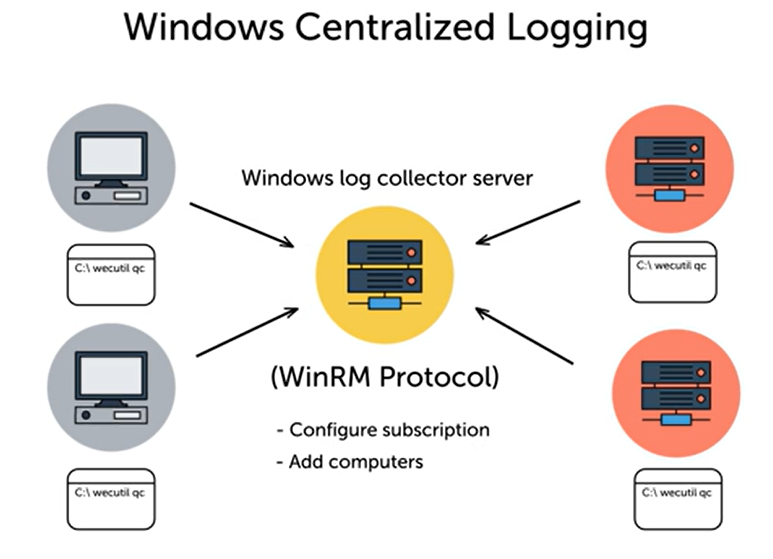 Windows Centralized Logging
Windows log collector server
C:\ wecutil qc
C:\ wecutil qc
(WinRM Protocol)
- Configure subscription
- Add computers
C:\ wecutil qc
C:\ wecutil qc